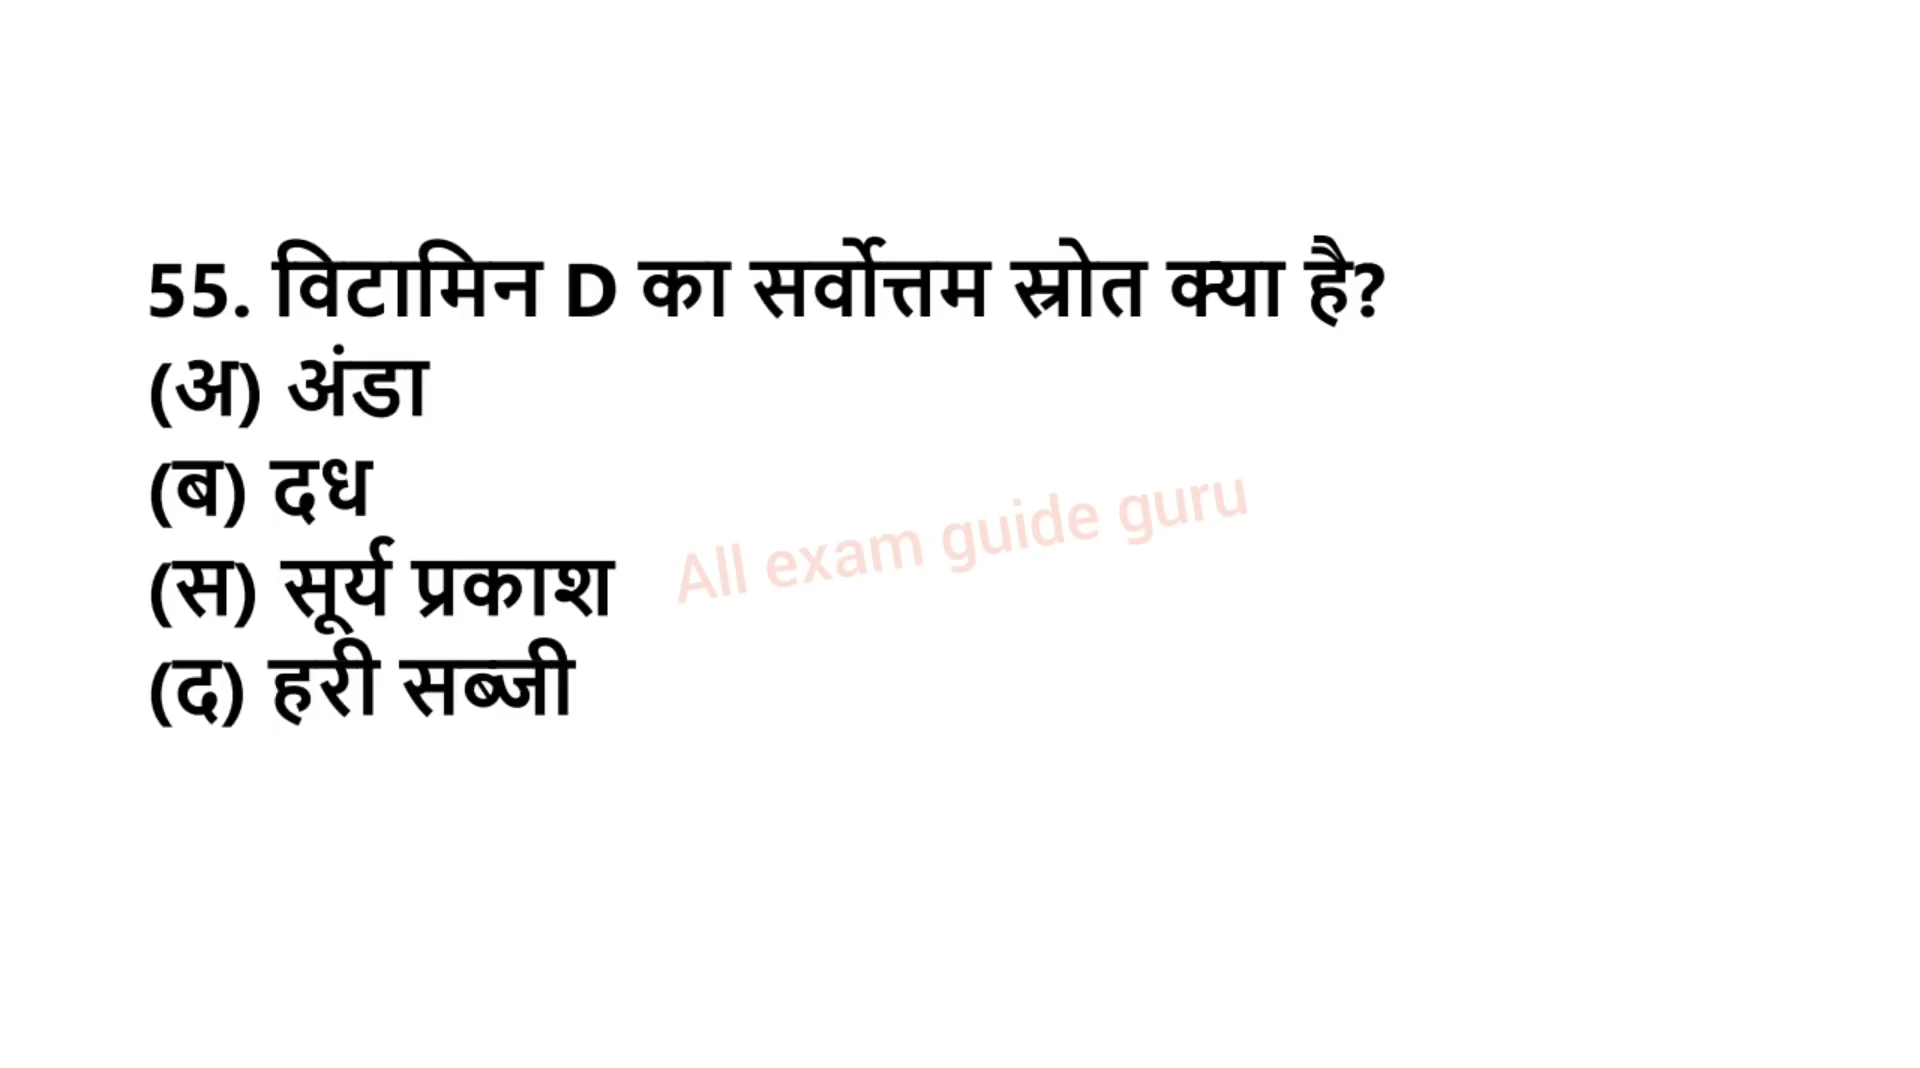 55. विटामिन D का सर्वोत्तम स्रोत क्या है?
(अ) अंडा
(ब) दध
(स) सूर्य प्रकाश
(द) हरी सब्जी
All exam guide guru